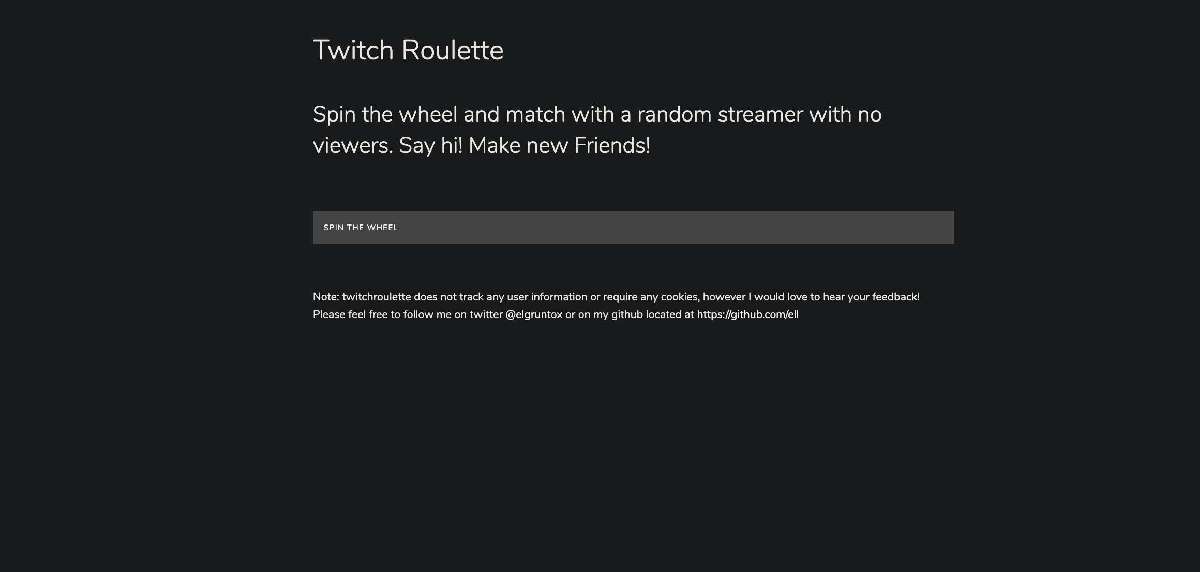 Twitch Roulette
Spin the wheel and match with a random streamer with no
viewers. Say hi! Make new Friends!
SPIN THE WHEEL
Note: twitchroulette does not track any user information or require any cookies, however I would love to hear your feedback!
Please feel free to follow me on twitter @elgruntox or on my github located at https://github.com/ell